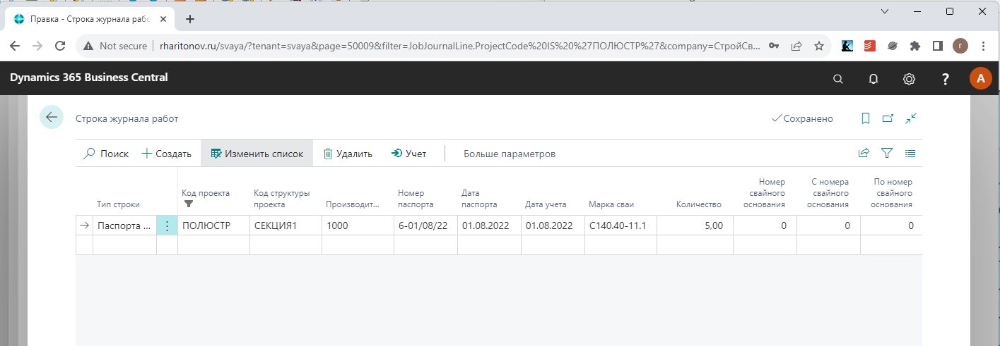 Правка - Строка журнала рабо
Not secure | rharitonov.ru/svaya/?tenant=svaya&page=50009&filter=JobJournalLine.ProjectCode%20IS%20%27ПОЛЮСТР%27&company=СтройСв...
r
Dynamics 365 Business Central
?
A
Строка журнала работ
Сохранено
Поиск
Создать
Изменить список
Удалить
Учет
Больше параметров
Тип строки
Код проекта
Код структуры
проекта
Производит...
Номер
паспорта
Дата
паспорта
Дата учета
Марка сваи
Количество
Номер
свайного
основания
С номера
свайного
основания
По номер
свайного
основания
Паспорта ... ПОЛЮСТР СЕКЦИЯ1 1000 6-01/08/22 01.08.2022 01.08.2022 С140.40-11.1 5,00 0 0 0